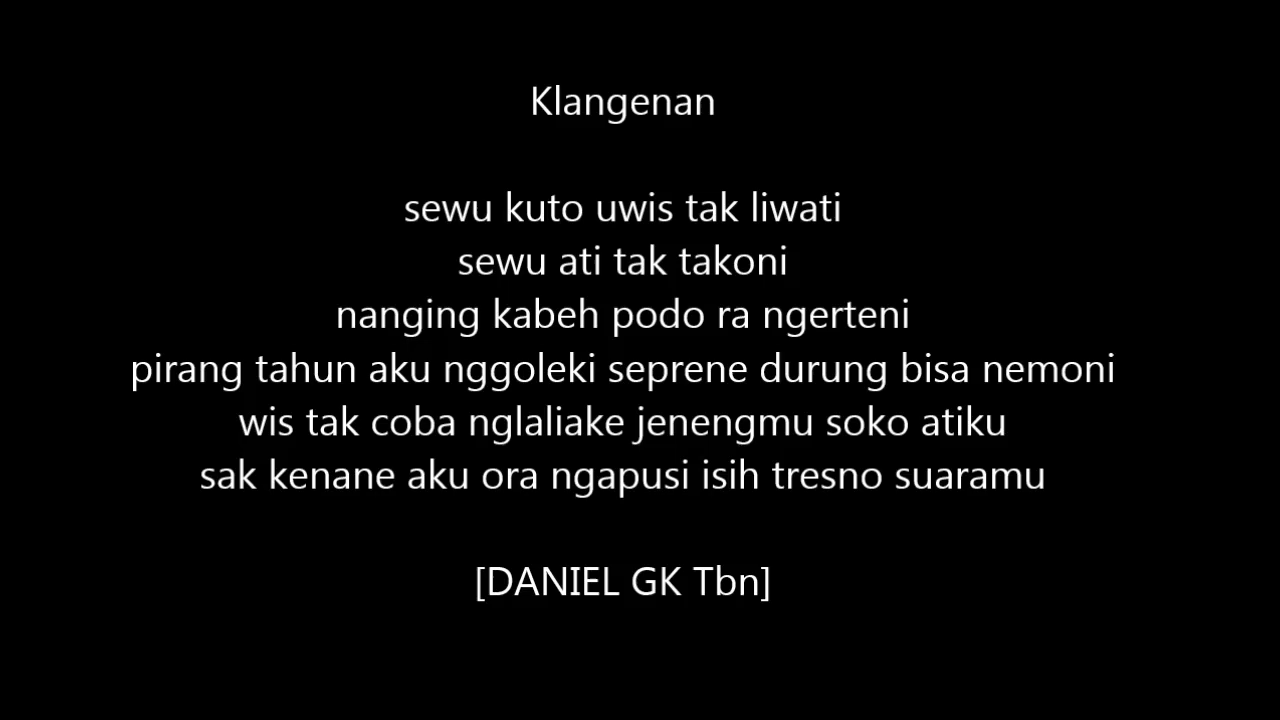 Klangenan
sewu kuto uwis tak liwati
sewu ati tak takoni
nanging kabeh podo ra ngerteni
pirang tahun aku nggoleki seprene durung bisa nemoni
wis tak coba nglaliake jenengmu soko atiku
sak kenane aku ora ngapusi isih tresno suaramu
[DANIEL GK Tbn]